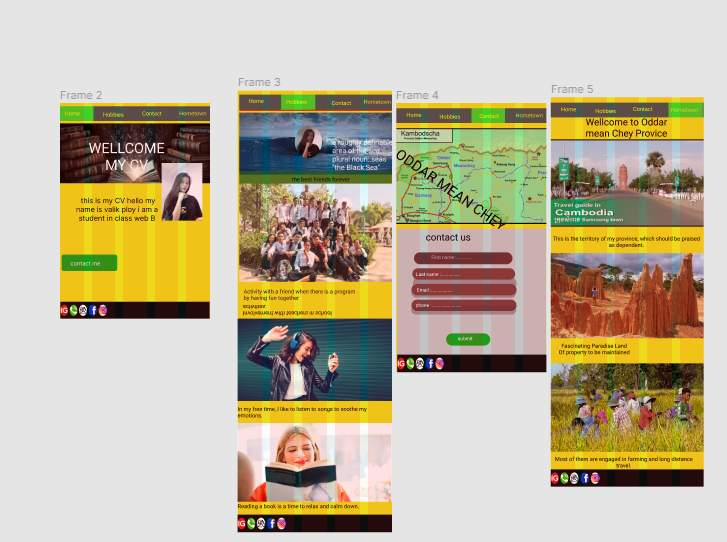 Frame 2
Home
Hobbies
Contact
Hometown
WELLCOME
MY CV
this is my CV hello my
name is valik ploy i am a
student in class web B
contact me
IG
Frame 3
Home
Hobbies
Contact
Hometown
a roughly definable
area of the sea.
plural noun: seas
"the Black Sea"
the best friends forever
Activity with a friend when there is a program
by having fun together
In my free time, I like to listen to songs to soothe my
emotions.
Reading a book is a time to relax and calm down.
IG
Frame 4
Home
Hobbies
Contact
Hometown
Kambodscha
ODDAR MEAN CHEY
contact us
First name:..........
Last name :............
Email :...................
phone :.......................
submit
IG
Frame 5
Home
Hobbies
Contact
Hometown
Wellcome to Oddar
mean Chey Provice
Travel guide in
Cambodia
This is the territory of my province, which should be praised
as dependent.
Fascinating Paradise Land
Of property to be maintained
Most of them are engaged in farming and long distance
travel.
IG